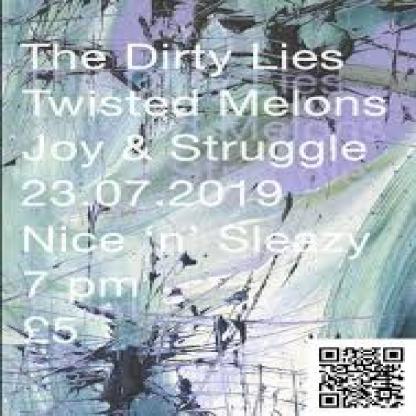 The Dirty Lies
Twisted Melons
Joy & Struggle
23.07.2019
Nice ‘n’ Sleazy
7 pm
£5